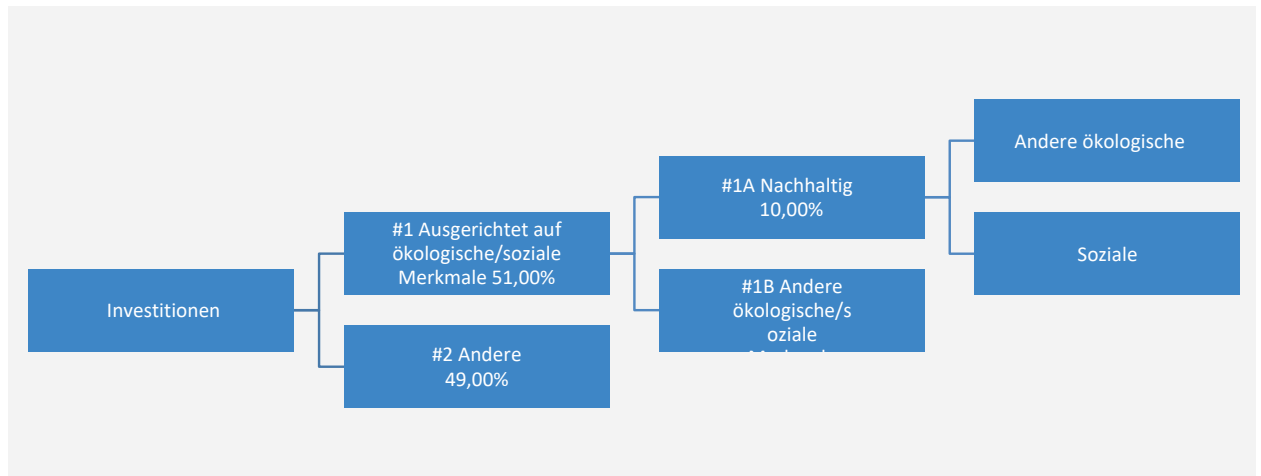 Investitionen
#1 Ausgerichtet auf
ökologische/soziale
Merkmale 51,00%
#2 Andere
49,00%
#1A Nachhaltig
10,00%
#1B Andere
ökologische/s
oziale
Andere ökologische
Soziale